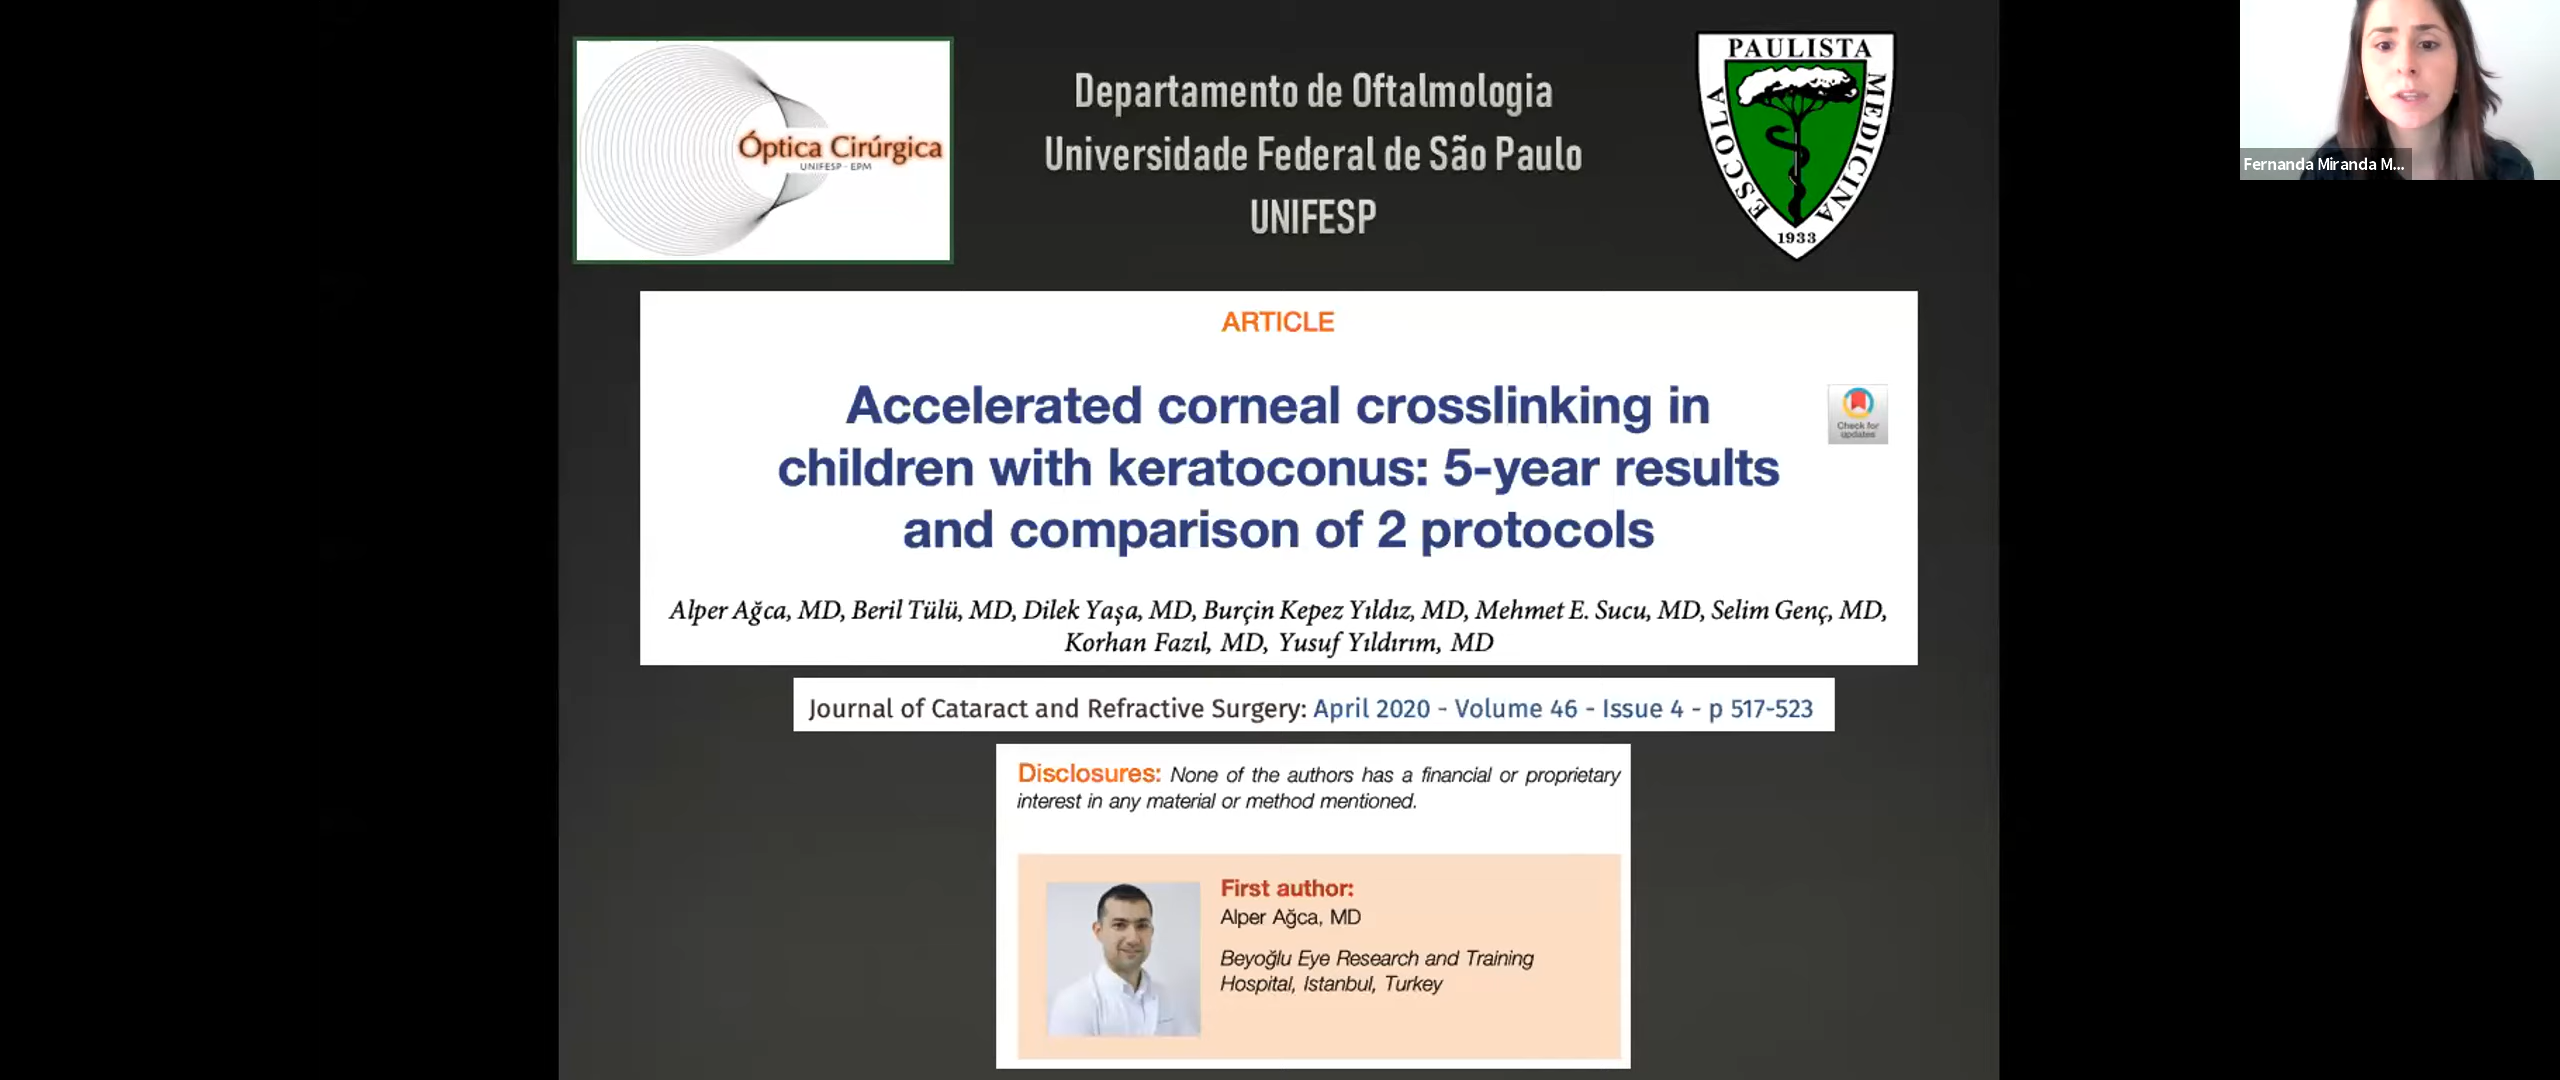 Óptica Cirúrgica
UNIFESP - EPM
Departamento de Oftalmologia
Universidade Federal de São Paulo
UNIFESP
ESCOLA PAULISTA MEDICINA
1933
Fernanda Miranda M...
ARTICLE
Accelerated corneal crosslinking in
children with keratoconus: 5-year results
and comparison of 2 protocols
Check for
updates
Alper Ağca, MD, Beril Tülü, MD, Dilek Yaşa, MD, Burçin Kepez Yıldız, MD, Mehmet E. Sucu, MD, Selim Genç, MD,
Korhan Fazıl, MD, Yusuf Yıldırım, MD
Journal of Cataract and Refractive Surgery: April 2020 - Volume 46 - Issue 4 - p 517-523
Disclosures: None of the authors has a financial or proprietary
interest in any material or method mentioned.
First author:
Alper Ağca, MD
Beyoğlu Eye Research and Training
Hospital, Istanbul, Turkey